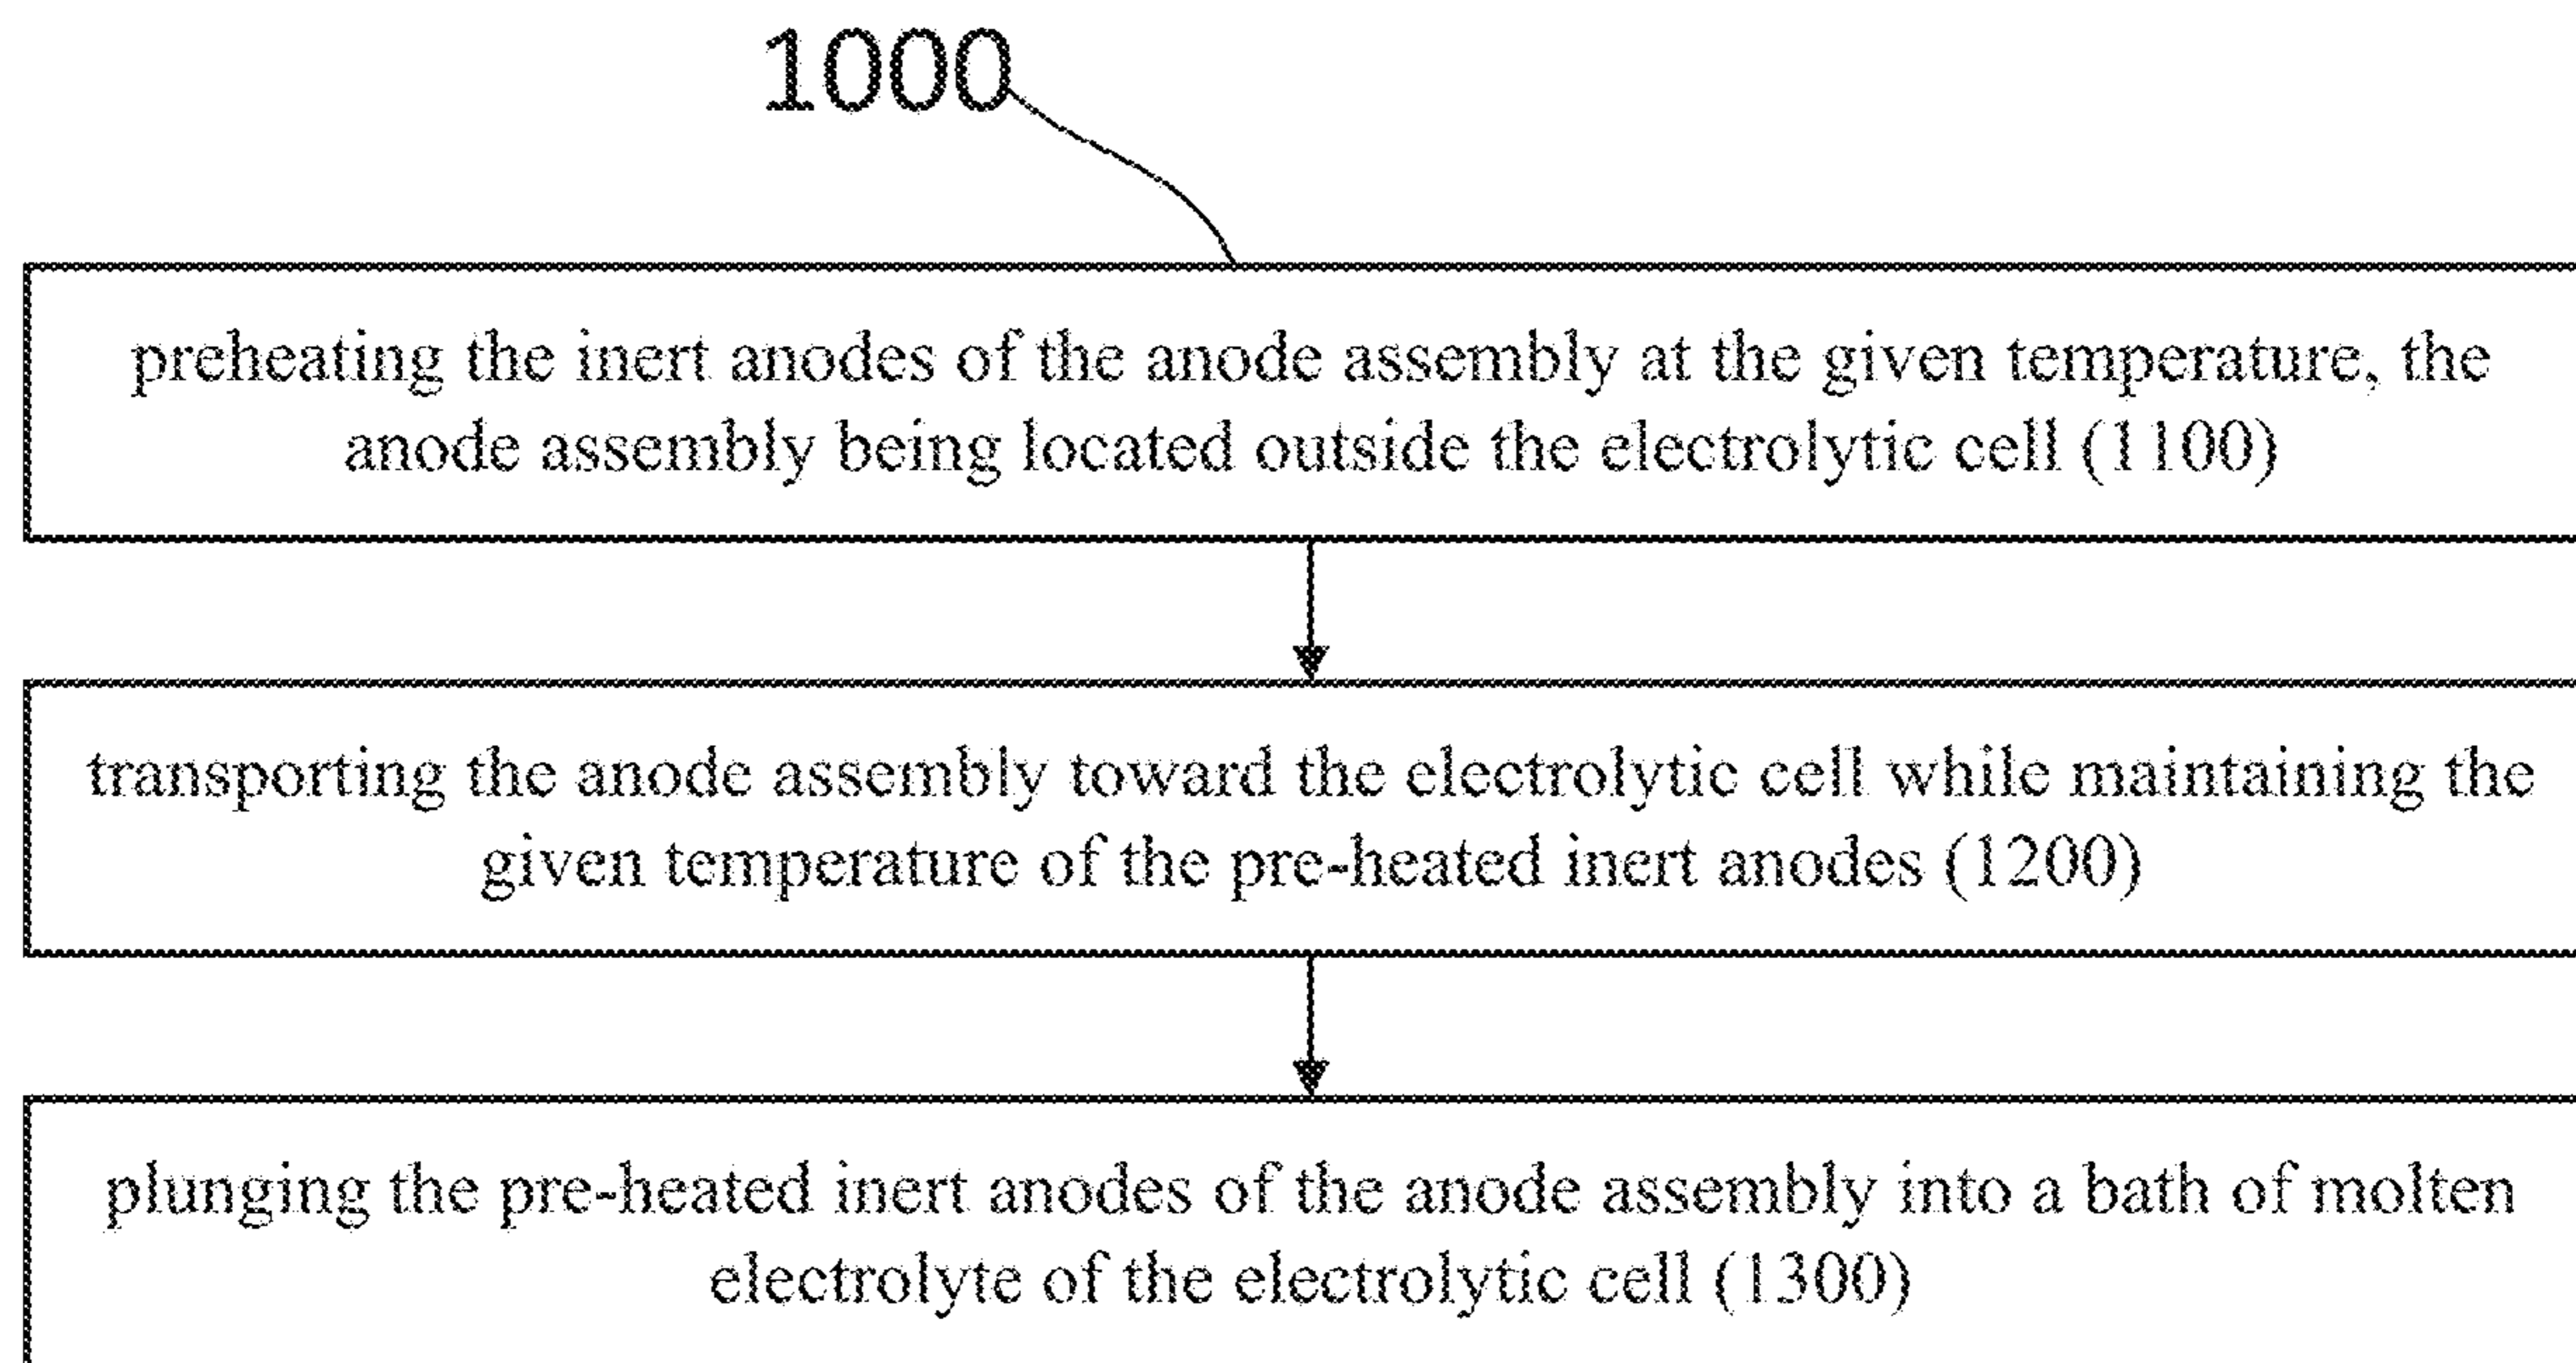 1000
preheating the inert anodes of the anode assembly at the given temperature, the
anode assembly being located outside the electrolytic cell (1100)
transporting the anode assembly toward the electrolytic cell while maintaining the
given temperature of the pre-heated inert anodes (1200)
plunging the pre-heated inert anodes of the anode assembly into a bath of molten
electrolyte of the electrolytic cell (1300)